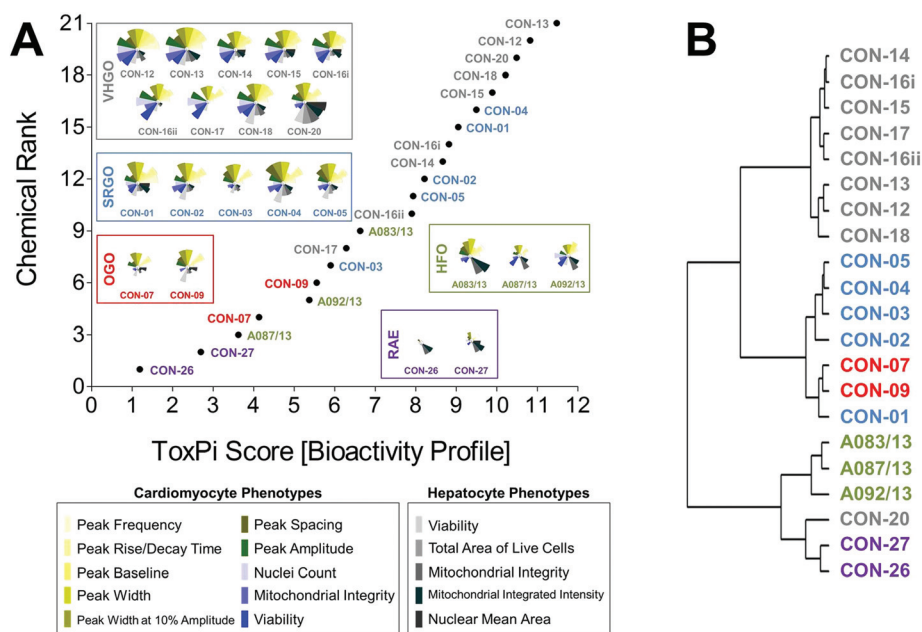 A
B
Chemical Rank
21
18
15
12
9
6
3
0
0 1 2 3 4 5 6 7 8 9 10 11 12
ToxPi Score [Bioactivity Profile]
VHGO
CON-12 CON-13 CON-14 CON-15 CON-16i
CON-16ii CON-17 CON-18 CON-20
SRGO
CON-01 CON-02 CON-03 CON-04 CON-05
OGO
CON-07 CON-09
HFO
A083/13 A087/13 A092/13
RAE
CON-26 CON-27
CON-13
CON-12
CON-20
CON-18
CON-15
CON-04
CON-01
CON-16i
CON-14
CON-02
CON-05
CON-16ii
A083/13
CON-17
CON-03
CON-09
A092/13
CON-07
A087/13
CON-27
CON-26
Cardiomyocyte Phenotypes
Peak Frequency
Peak Rise/Decay Time
Peak Baseline
Peak Width
Peak Width at 10% Amplitude
Peak Spacing
Peak Amplitude
Nuclei Count
Mitochondrial Integrity
Viability
Hepatocyte Phenotypes
Viability
Total Area of Live Cells
Mitochondrial Integrity
Mitochondrial Integrated Intensity
Nuclear Mean Area
CON-14
CON-16i
CON-15
CON-17
CON-16ii
CON-13
CON-12
CON-18
CON-05
CON-04
CON-03
CON-02
CON-07
CON-09
CON-01
A083/13
A087/13
A092/13
CON-20
CON-27
CON-26